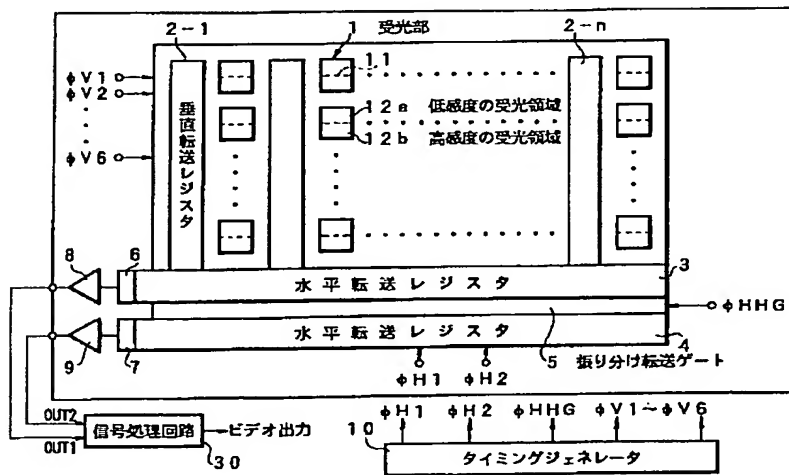 2-1
1 受光部
11
2-n
φV1
φV2
φV6
12a 低感度の受光領域
12b 高感度の受光領域
垂直転送レジスタ
8
6
水平転送レジスタ
3
φHHG
水平転送レジスタ
4
9
7
5 振り分け転送ゲート
φH1
φH2
OUT2
OUT1
信号処理回路
ビデオ出力
30
φH1 φH2 φHHG φV1~φV6
10
タイミングジェネレータ